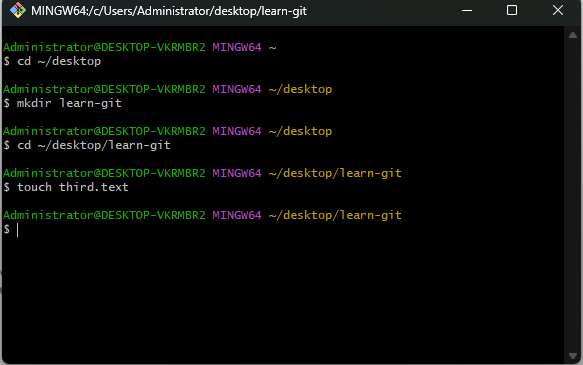 MINGW64:/c/Users/Administrator/desktop/learn-git
Administrator@DESKTOP-VKRMBR2 MINGW64 ~
$ cd ~/desktop
Administrator@DESKTOP-VKRMBR2 MINGW64 ~/desktop
$ mkdir learn-git
Administrator@DESKTOP-VKRMBR2 MINGW64 ~/desktop
$ cd ~/desktop/learn-git
Administrator@DESKTOP-VKRMBR2 MINGW64 ~/desktop/learn-git
$ touch third.text
Administrator@DESKTOP-VKRMBR2 MINGW64 ~/desktop/learn-git
$